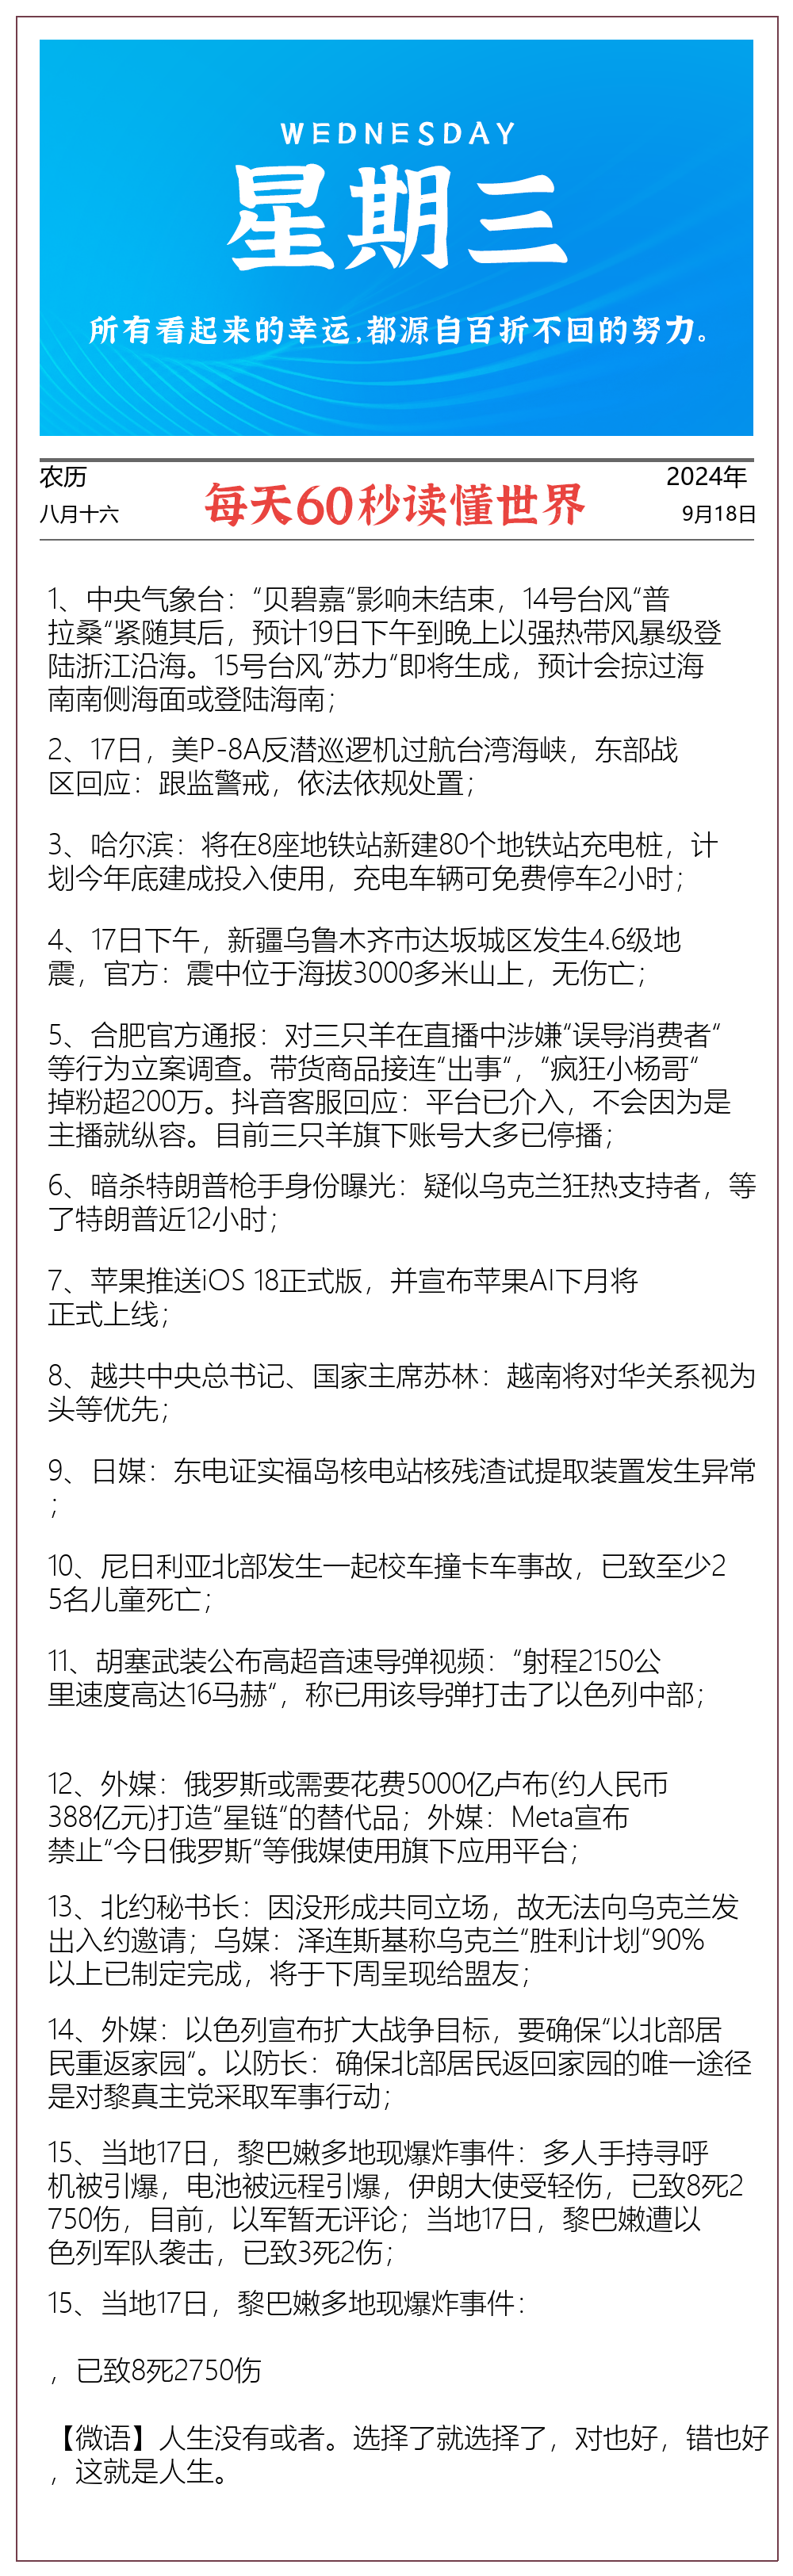 WEDNESDAY
星期三
所有看起来的幸运,都源自百折不回的努力。
农历
八月十六
每天60秒读懂世界
2024年
9月18日
1、中央气象台：“贝碧嘉“影响未结束，14号台风“普
拉桑“紧随其后，预计19日下午到晚上以强热带风暴级登
陆浙江沿海。15号台风“苏力“即将生成，预计会掠过海
南南侧海面或登陆海南；
2、17日，美P-8A反潜巡逻机过航台湾海峡，东部战
区回应：跟监警戒，依法依规处置；
3、哈尔滨：将在8座地铁站新建80个地铁站充电桩，计
划今年底建成投入使用，充电车辆可免费停车2小时；
4、17日下午，新疆乌鲁木齐市达坂城区发生4.6级地
震，官方：震中位于海拔3000多米山上，无伤亡；
5、合肥官方通报：对三只羊在直播中涉嫌“误导消费者“
等行为立案调查。带货商品接连“出事“，“疯狂小杨哥“
掉粉超200万。抖音客服回应：平台已介入，不会因为是
主播就纵容。目前三只羊旗下账号大多已停播；
6、暗杀特朗普枪手身份曝光：疑似乌克兰狂热支持者，等
了特朗普近12小时；
7、苹果推送iOS 18正式版，并宣布苹果AI下月将
正式上线；
8、越共中央总书记、国家主席苏林：越南将对华关系视为
头等优先；
9、日媒：东电证实福岛核电站核残渣试提取装置发生异常
；
10、尼日利亚北部发生一起校车撞卡车事故，已致至少2
5名儿童死亡；
11、胡塞武装公布高超音速导弹视频：“射程2150公
里速度高达16马赫“，称已用该导弹打击了以色列中部；
12、外媒：俄罗斯或需要花费5000亿卢布(约人民币
388亿元)打造“星链“的替代品；外媒：Meta宣布
禁止“今日俄罗斯“等俄媒使用旗下应用平台；
13、北约秘书长：因没形成共同立场，故无法向乌克兰发
出入约邀请；乌媒：泽连斯基称乌克兰“胜利计划“90%
以上已制定完成，将于下周呈现给盟友；
14、外媒：以色列宣布扩大战争目标，要确保“以北部居
民重返家园“。以防长：确保北部居民返回家园的唯一途径
是对黎真主党采取军事行动；
15、当地17日，黎巴嫩多地现爆炸事件：多人手持寻呼
机被引爆，电池被远程引爆，伊朗大使受轻伤，已致8死2
750伤，目前，以军暂无评论；当地17日，黎巴嫩遭以
色列军队袭击，已致3死2伤；
15、当地17日，黎巴嫩多地现爆炸事件：
，已致8死2750伤
【微语】人生没有或者。选择了就选择了，对也好，错也好
，这就是人生。